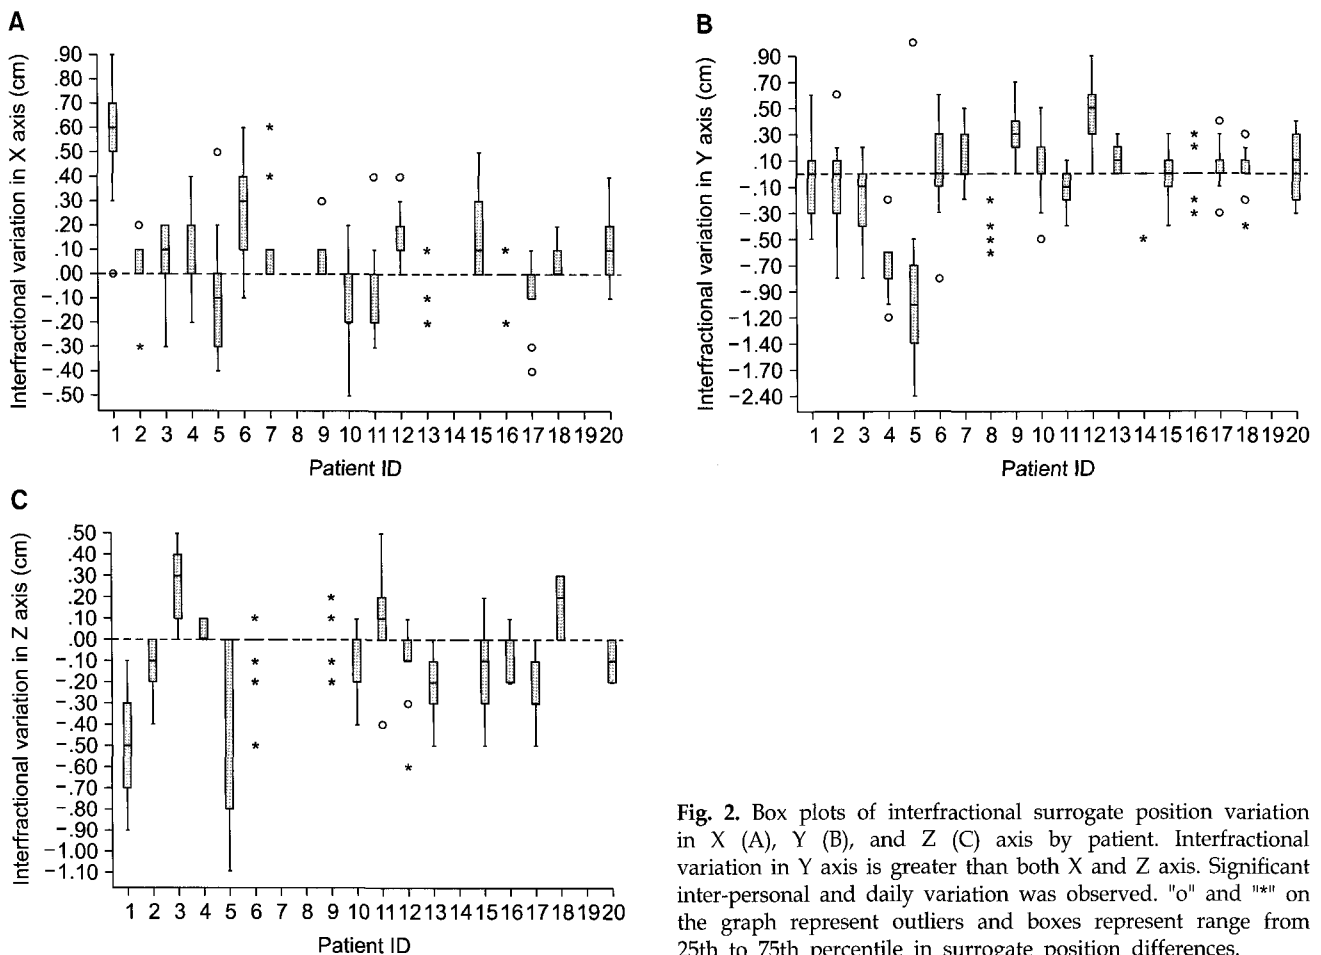 A
Interfractional variation in X axis (cm)
.90
.80
.70
.60
.50
.40
.30
.20
.10
.00
−.10
−.20
−.30
−.40
−.50
1 2 3 4 5 6 7 8 9 10 11 12 13 14 15 16 17 18 19 20
Patient ID
B
Interfractional variation in Y axis (cm)
.90
.70
.50
.30
.10
−.10
−.30
−.50
−.70
−.90
−1.20
−1.40
−1.70
−2.40
1 2 3 4 5 6 7 8 9 10 11 12 13 14 15 16 17 18 19 20
Patient ID
C
Interfractional variation in Z axis (cm)
.50
.40
.30
.20
.10
.00
−.10
−.20
−.30
−.40
−.50
−.60
−.70
−.80
−.90
−1.00
−1.10
1 2 3 4 5 6 7 8 9 10 11 12 13 14 15 16 17 18 19 20
Patient ID
Fig. 2. Box plots of interfractional surrogate position variation
in X (A), Y (B), and Z (C) axis by patient. Interfractional
variation in Y axis is greater than both X and Z axis. Significant
inter-personal and daily variation was observed. "o" and "*" on
the graph represent outliers and boxes represent range from
25th to 75th percentile in surrogate position differences.